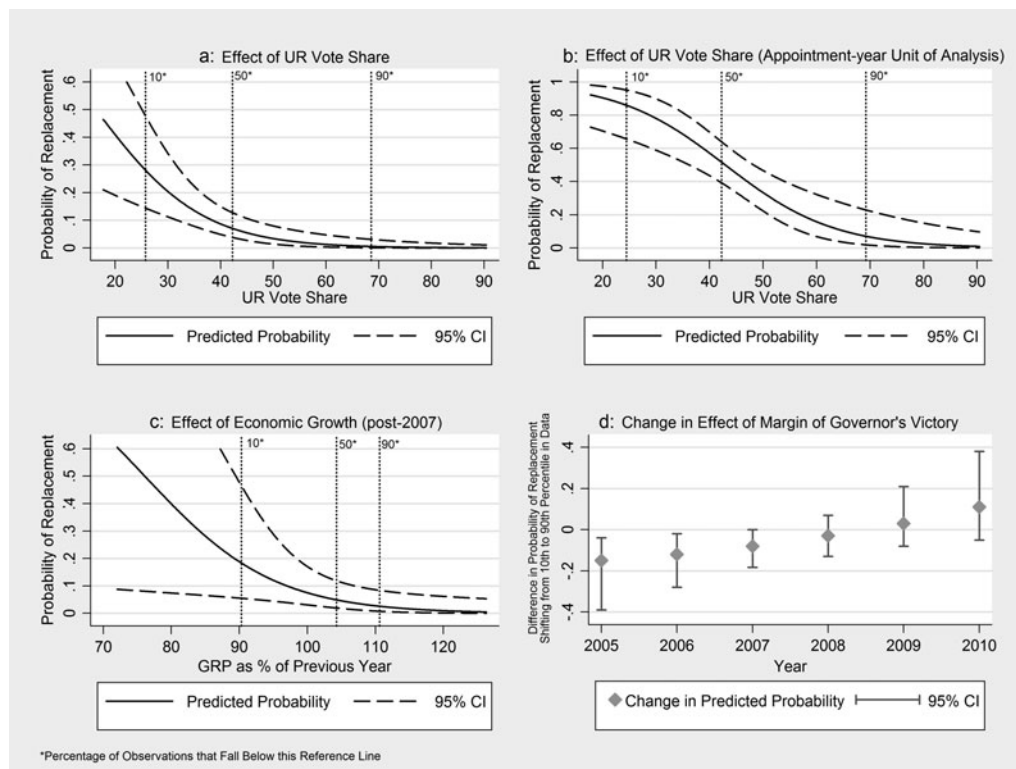 a: Effect of UR Vote Share
10*
50*
90*
Probability of Replacement
.6
.5
.4
.3
.2
.1
0
20 30 40 50 60 70 80 90
UR Vote Share
Predicted Probability
95% CI
b: Effect of UR Vote Share (Appointment-year Unit of Analysis)
10*
50*
90*
Probability of Replacement
1
.8
.6
.4
.2
0
20 30 40 50 60 70 80 90
UR Vote Share
Predicted Probability
95% CI
c: Effect of Economic Growth (post-2007)
10*
50*
90*
Probability of Replacement
.6
.5
.4
.3
.2
.1
0
70 80 90 100 110 120
GRP as % of Previous Year
Predicted Probability
95% CI
d: Change in Effect of Margin of Governor's Victory
Difference in Probability of Replacement
Shifting from 10th to 90th Percentile in Data
.4
.2
0
-.2
-.4
2005 2006 2007 2008 2009 2010
Year
Change in Predicted Probability
95% CI
*Percentage of Observations that Fall Below this Reference Line